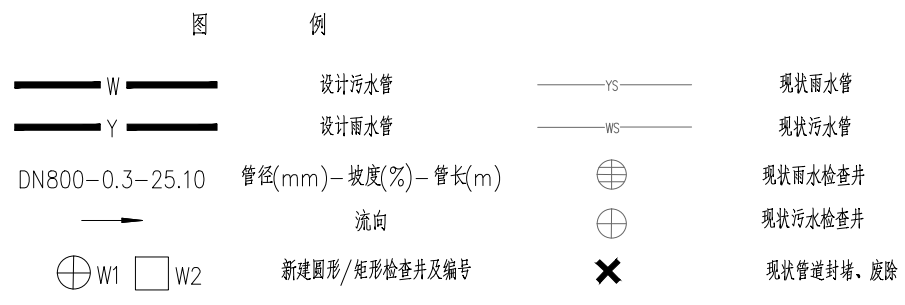 图 例
W 设计污水管 YS 现状雨水管
Y 设计雨水管 WS 现状污水管
DN800-0.3-25.10 管径(mm)-坡度(%)-管长(m) 现状雨水检查井
流向 现状污水检查井
W1 W2 新建圆形/矩形检查井及编号 现状管道封堵、废除